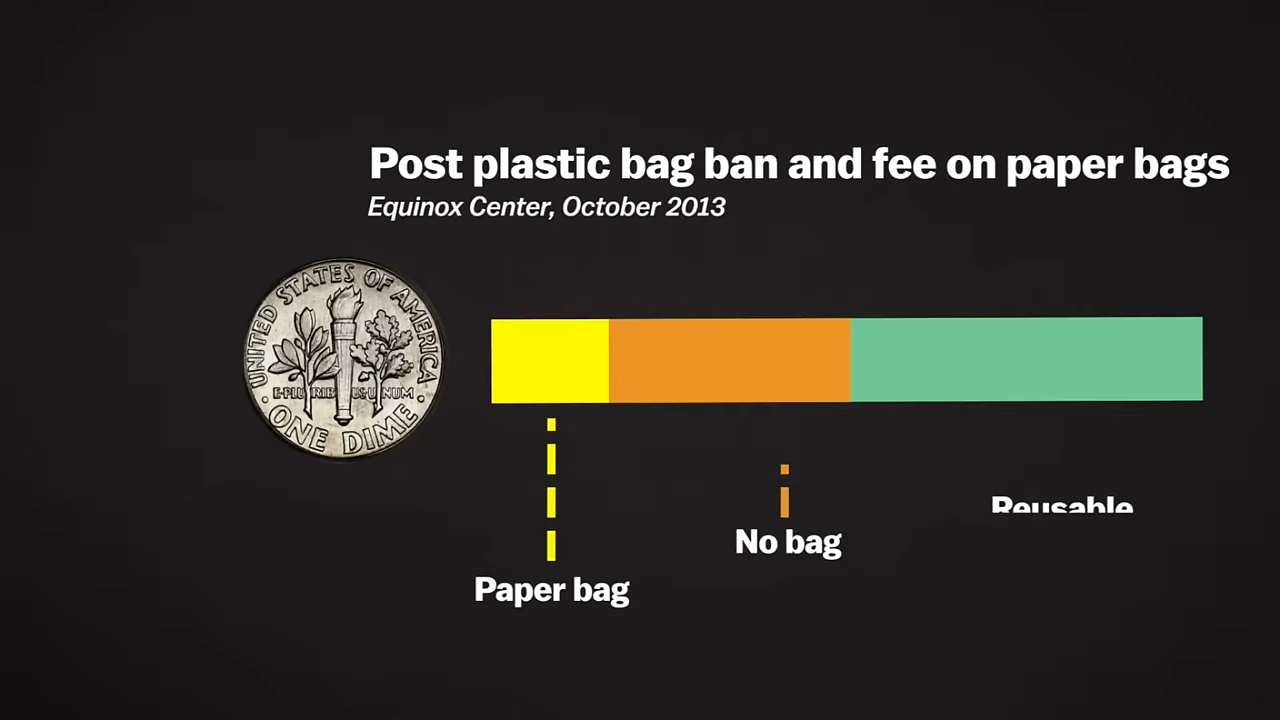 Post plastic bag ban and fee on paper bags
Equinox Center, October 2013
UNITED STATES OF AMERICA
E·PLURIBUS·UNUM
ONE DIME
Reusable
No bag
Paper bag